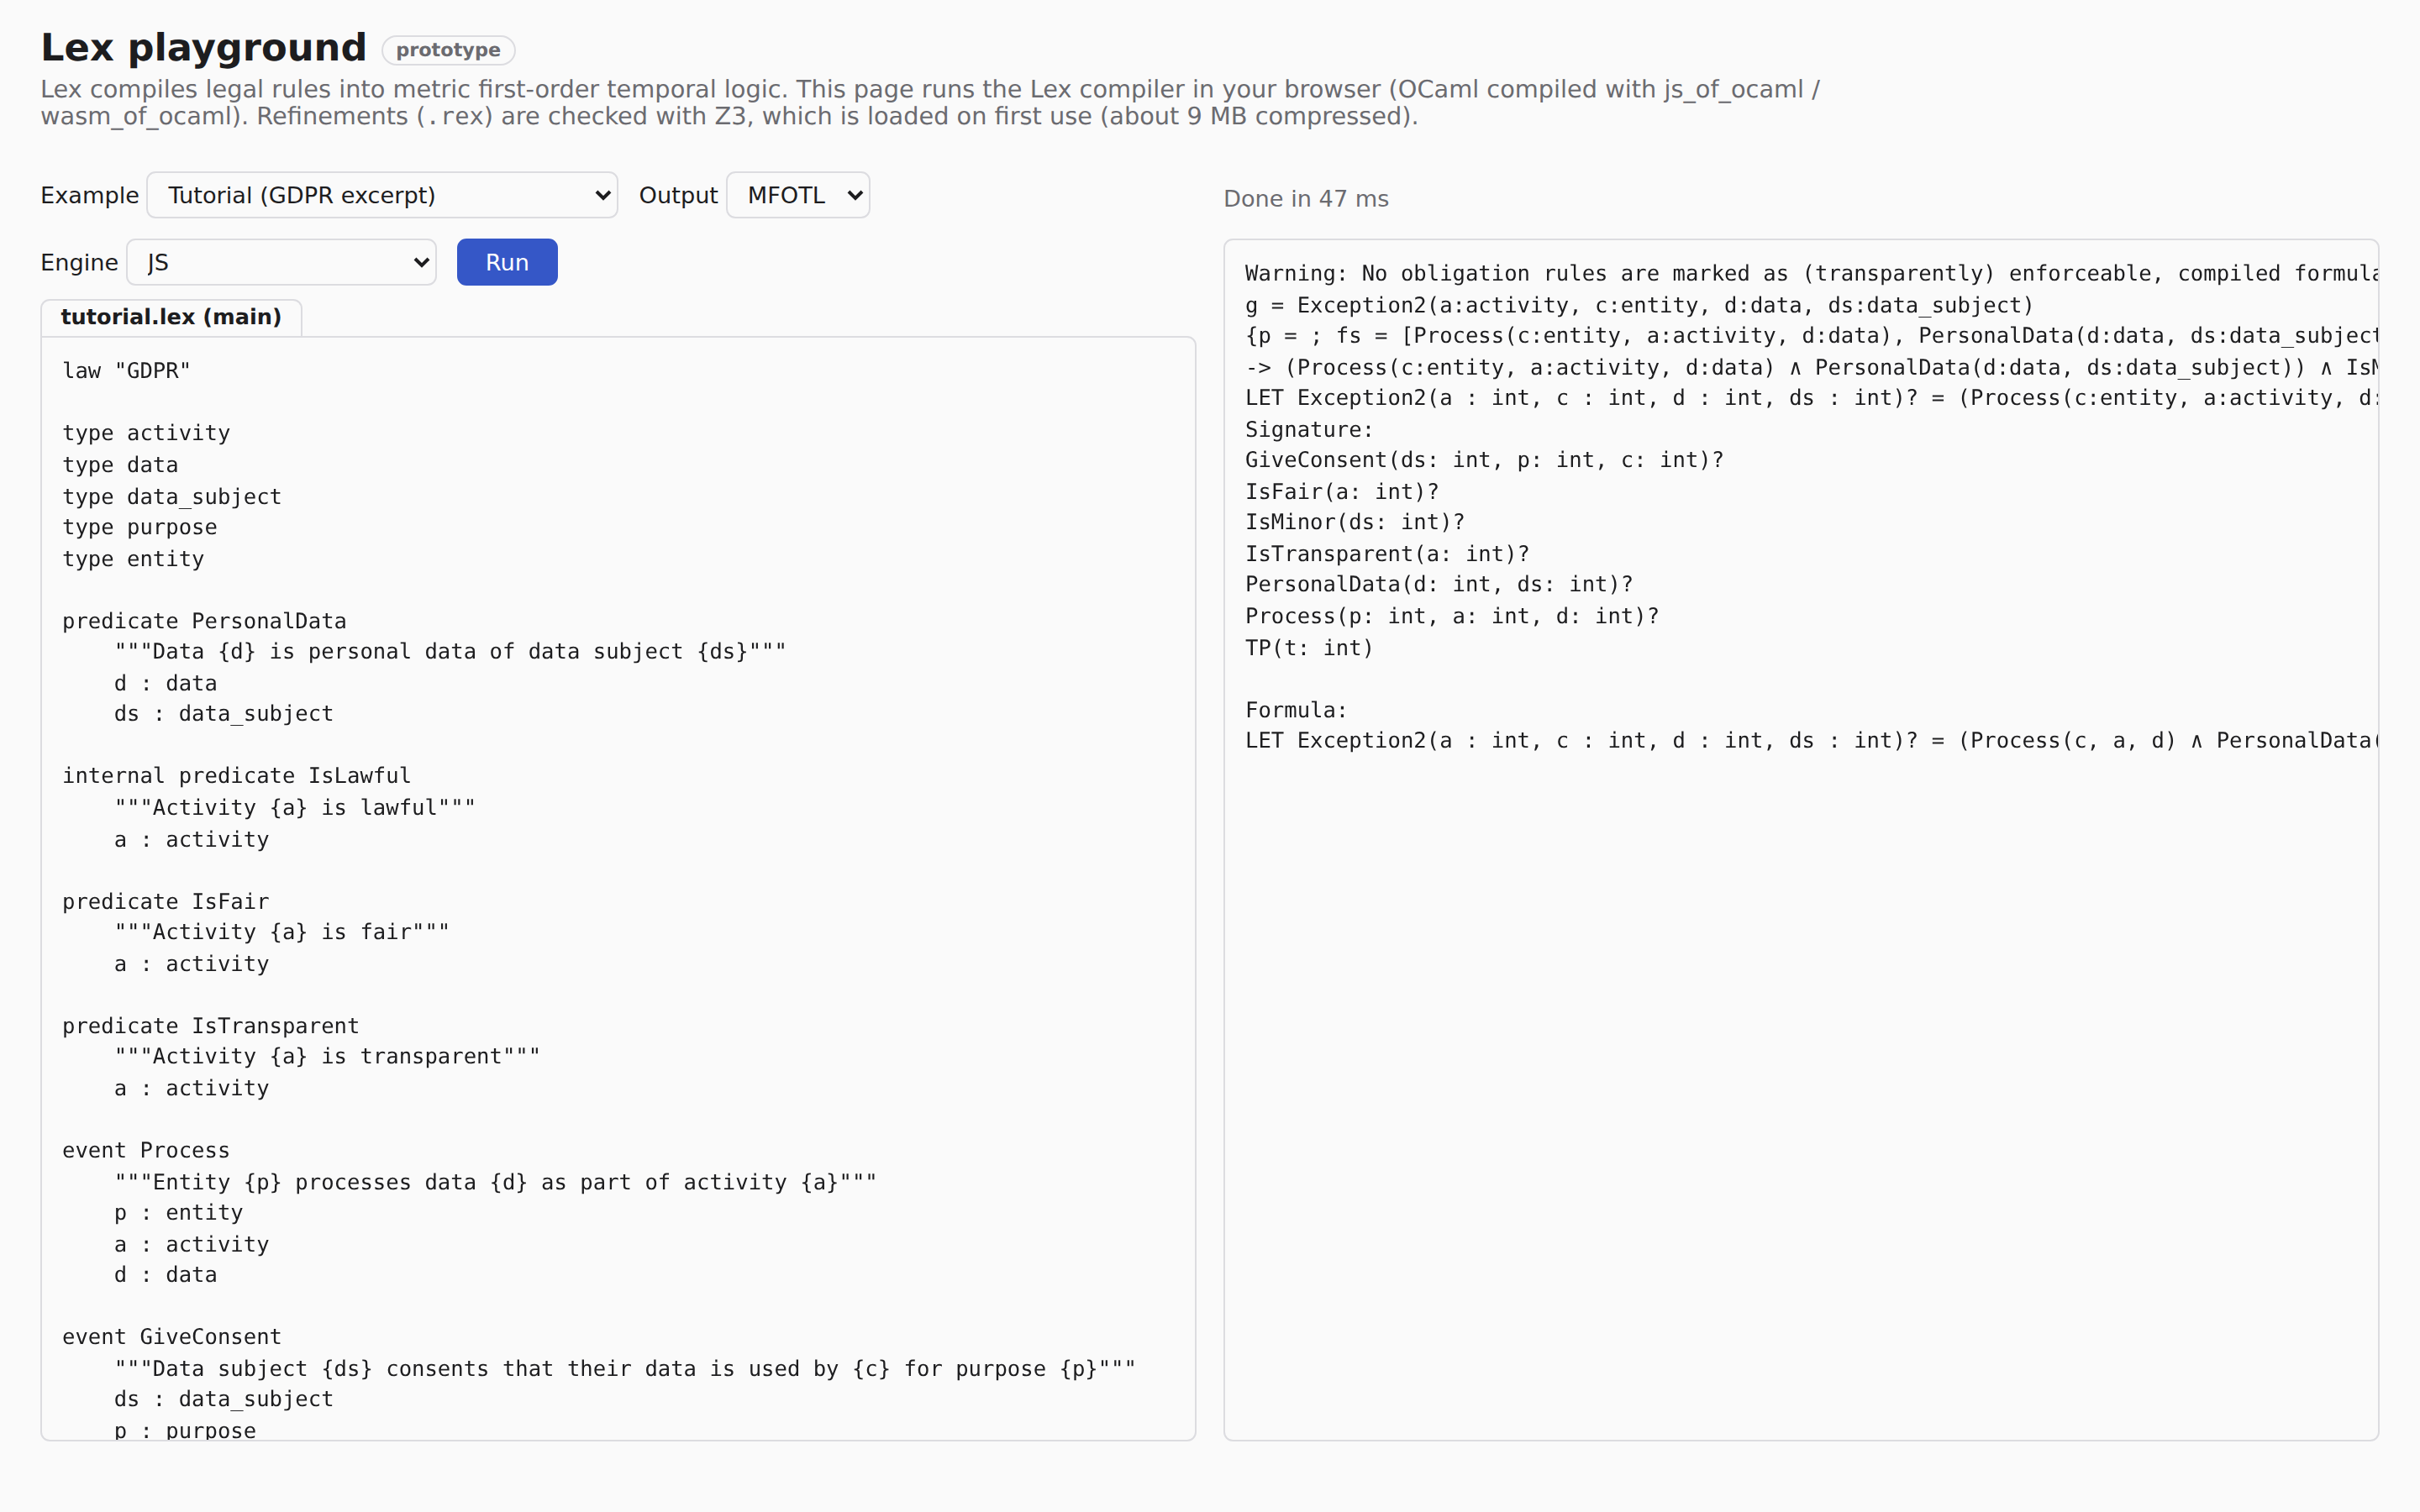 Lex playground prototype
Lex compiles legal rules into metric first-order temporal logic. This page runs the Lex compiler in your browser (OCaml compiled with js_of_ocaml /
wasm_of_ocaml). Refinements (.rex) are checked with Z3, which is loaded on first use (about 9 MB compressed).
Example Tutorial (GDPR excerpt) Output MFOTL
Engine JS Run
tutorial.lex (main)
law "GDPR"
type activity
type data
type data_subject
type purpose
type entity
predicate PersonalData
"""Data {d} is personal data of data subject {ds}"""
d : data
ds : data_subject
internal predicate IsLawful
"""Activity {a} is lawful"""
a : activity
predicate IsFair
"""Activity {a} is fair"""
a : activity
predicate IsTransparent
"""Activity {a} is transparent"""
a : activity
event Process
"""Entity {p} processes data {d} as part of activity {a}"""
p : entity
a : activity
d : data
event GiveConsent
"""Data subject {ds} consents that their data is used by {c} for purpose {p}"""
ds : data_subject
p : purpose
Done in 47 ms
Warning: No obligation rules are marked as (transparently) enforceable, compiled formula
g = Exception2(a:activity, c:entity, d:data, ds:data_subject)
{p = ; fs = [Process(c:entity, a:activity, d:data), PersonalData(d:data, ds:data_subject
-> (Process(c:entity, a:activity, d:data) ∧ PersonalData(d:data, ds:data_subject)) ∧ IsM
LET Exception2(a : int, c : int, d : int, ds : int)? = (Process(c:entity, a:activity, d:
Signature:
GiveConsent(ds: int, p: int, c: int)?
IsFair(a: int)?
IsMinor(ds: int)?
IsTransparent(a: int)?
PersonalData(d: int, ds: int)?
Process(p: int, a: int, d: int)?
TP(t: int)
Formula:
LET Exception2(a : int, c : int, d : int, ds : int)? = (Process(c, a, d) ∧ PersonalData(